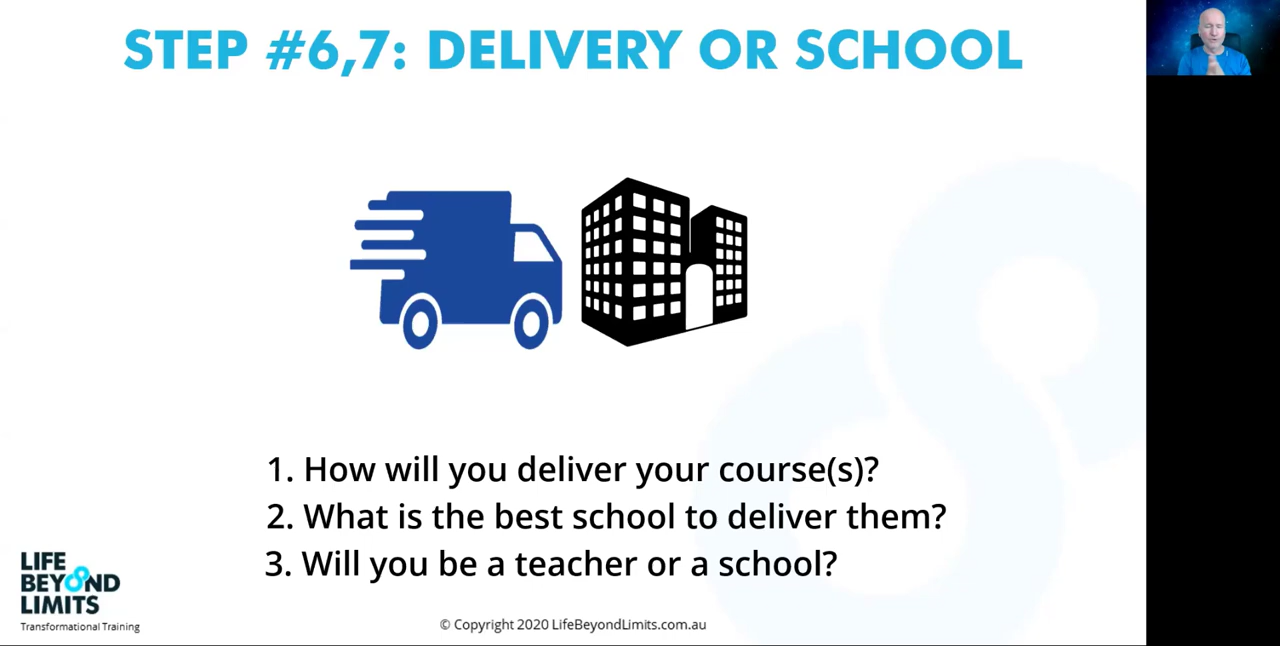 STEP #6,7: DELIVERY OR SCHOOL
1. How will you deliver your course(s)?
2. What is the best school to deliver them?
3. Will you be a teacher or a school?
LIFE
BEYOND
LIMITS
Transformational Training
© Copyright 2020 LifeBeyondLimits.com.au